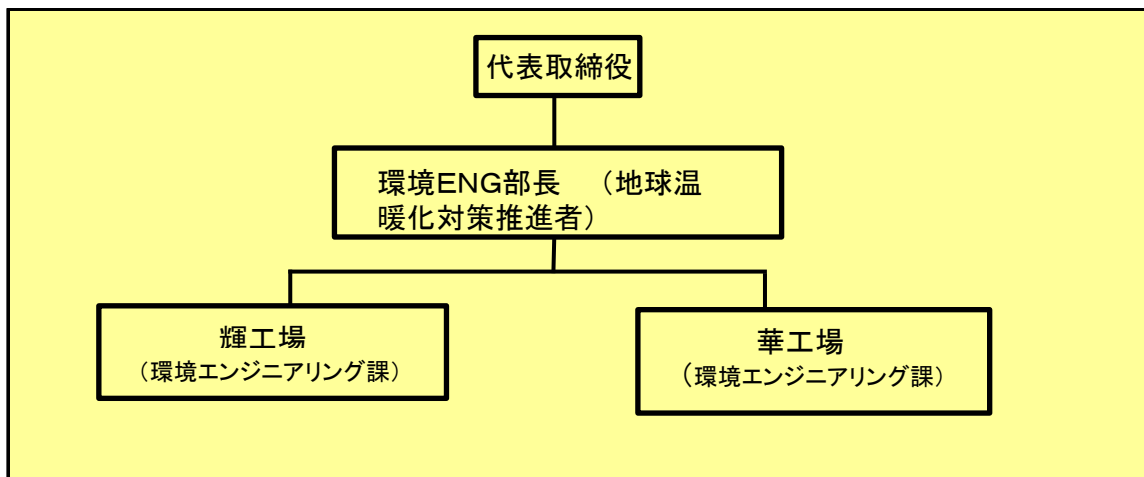 代表取締役
環境ENG部長　（地球温
暖化対策推進者）
輝工場
（環境エンジニアリング課）
華工場
（環境エンジニアリング課）